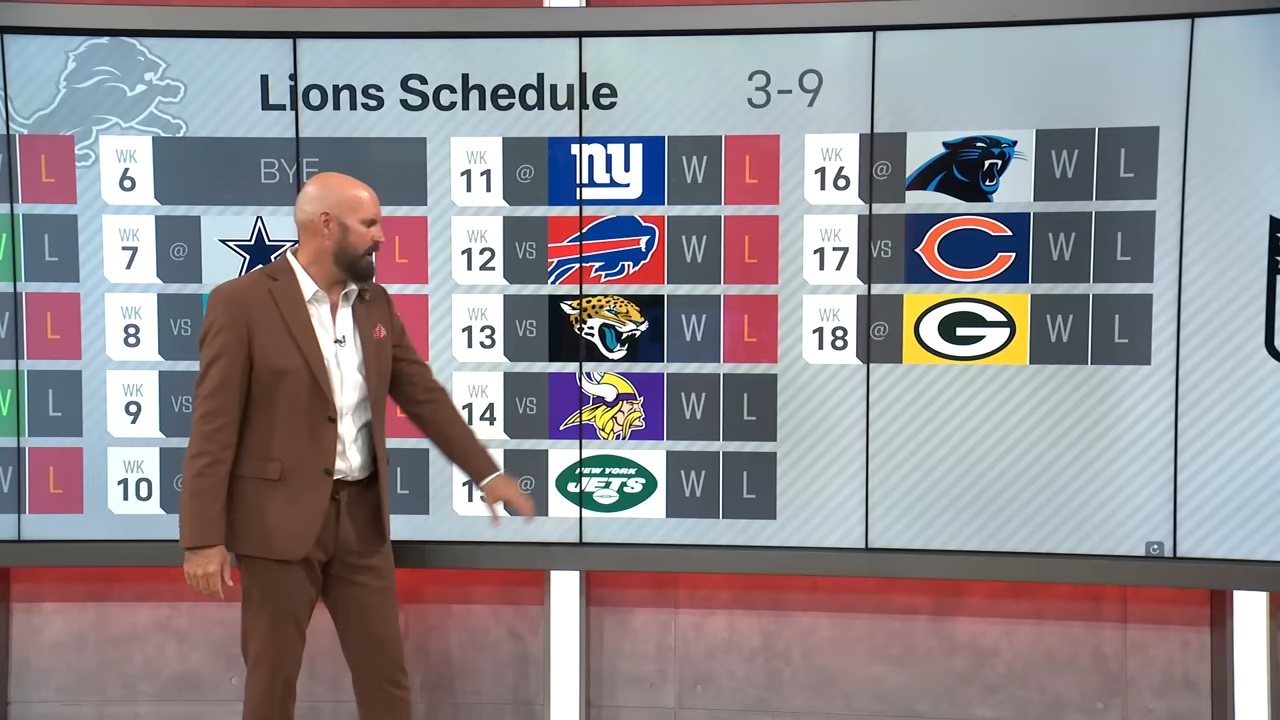 Lions Schedule 3-9
L
WK 6 BYE
WK 11 @ ny W L
WK 16 @ W L
L
WK 7 @ L
WK 12 VS W L
WK 17 VS W L
L
WK 8 VS
WK 13 VS W L
WK 18 @ G W L
L
WK 9 VS L
WK 14 VS W L
L
WK 10 L
@ NEW YORK JETS W L